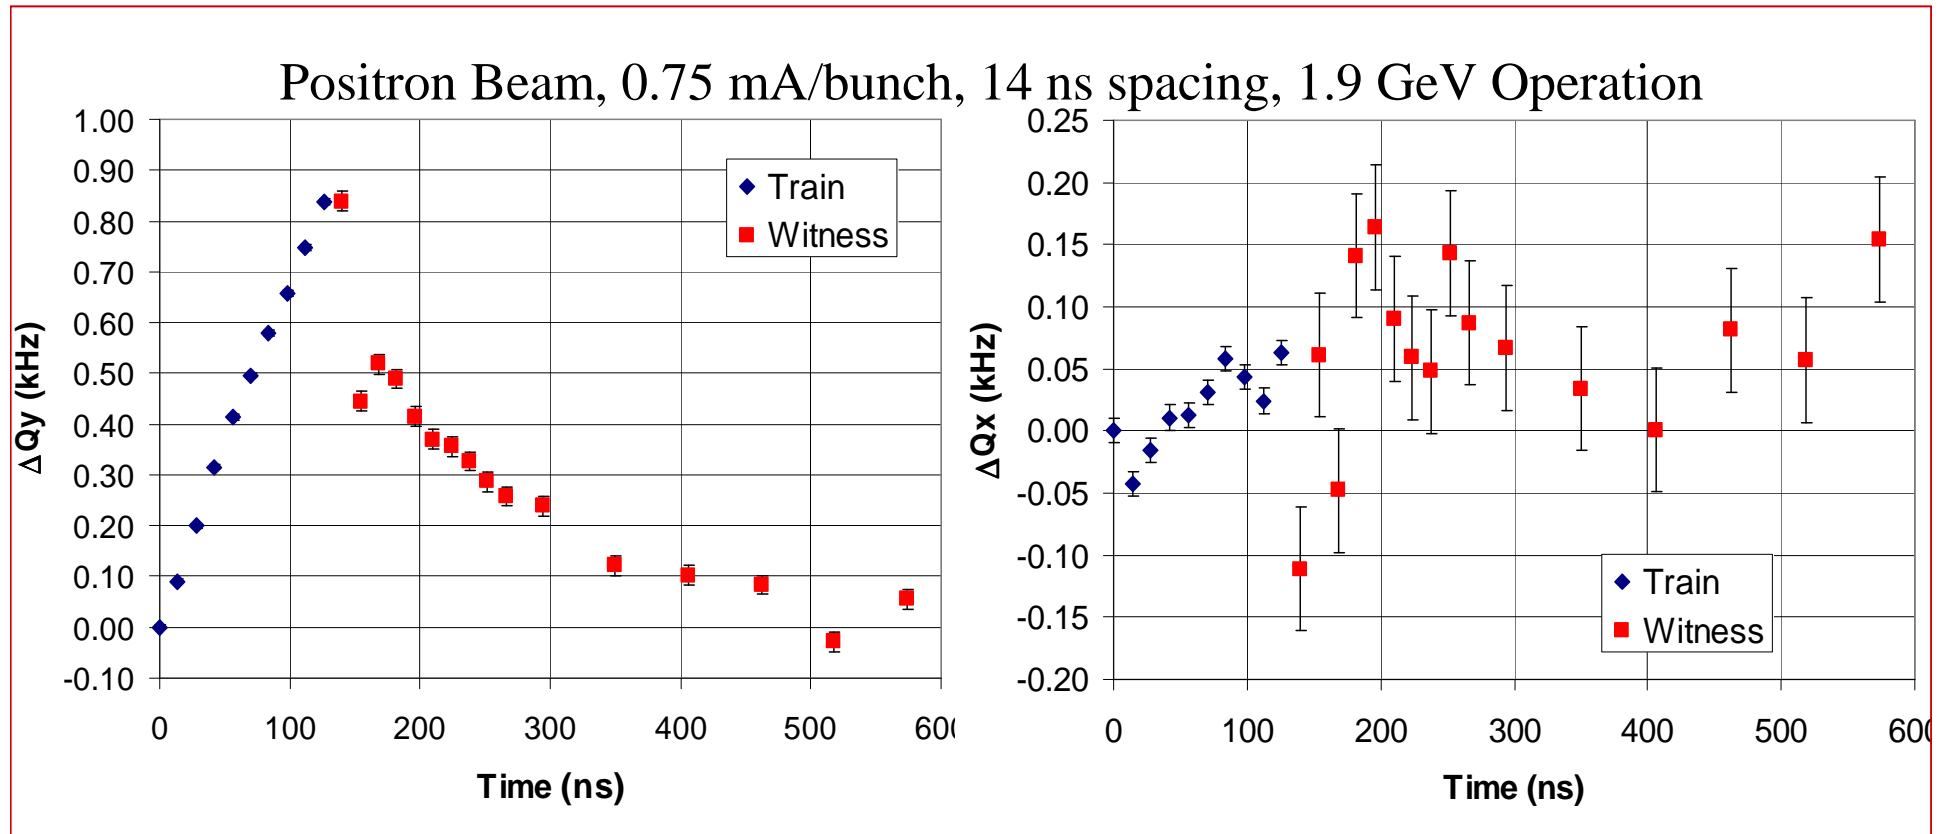 Positron Beam, 0.75 mA/bunch, 14 ns spacing, 1.9 GeV Operation
1.00
0.90
0.80
0.70
0.60
0.50
0.40
0.30
0.20
0.10
0.00
-0.10
ΔQy (kHz)
Train
Witness
0 100 200 300 400 500 600
Time (ns)
0.25
0.20
0.15
0.10
0.05
0.00
-0.05
-0.10
-0.15
-0.20
ΔQx (kHz)
Train
Witness
0 100 200 300 400 500 600
Time (ns)